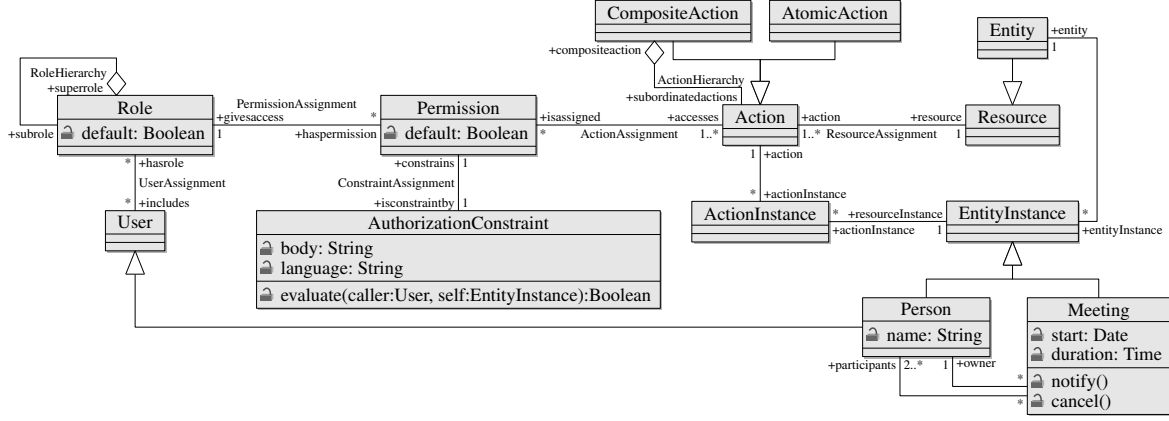 CompositeAction
AtomicAction
Entity
+entity
1
+compositeaction
RoleHierarchy
+superrole
ActionHierarchy
+subordinatedactions
Role
default: Boolean
+subrole
PermissionAssignment
+givesaccess
*
1
+haspermission
Permission
default: Boolean
+isassigned
+accesses
*
ActionAssignment
1..*
Action
+action
+resource
1..*
ResourceAssignment
1
Resource
*
+hasrole
UserAssignment
*
+includes
+constrains
1
ConstraintAssignment
+isconstraintby
1
1
+action
*
+actionInstance
User
AuthorizationConstraint
body: String
language: String
evaluate(caller:User, self:EntityInstance):Boolean
ActionInstance
*
+resourceInstance
+actionInstance
1
EntityInstance
*
+entityInstance
Person
name: String
Meeting
start: Date
duration: Time
notify()
cancel()
+participants
2..*
1
+owner
*
*